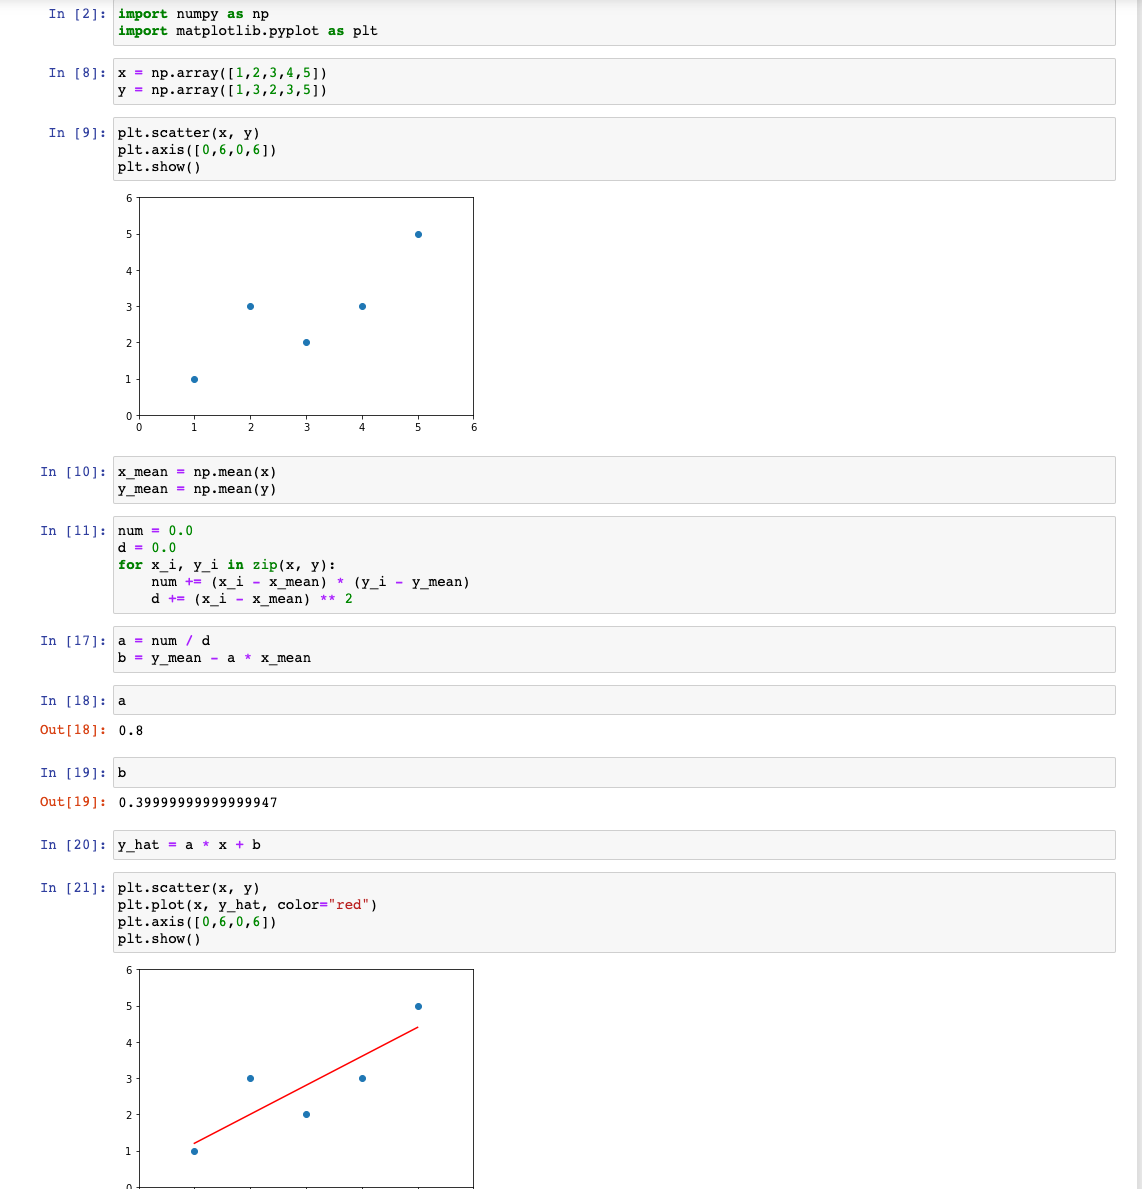 In [2]: import numpy as np
import matplotlib.pyplot as plt
In [8]: x = np.array([1,2,3,4,5])
y = np.array([1,3,2,3,5])
In [9]: plt.scatter(x, y)
plt.axis([0,6,0,6])
plt.show()
6
5
4
3
2
1
0
0 1 2 3 4 5 6
In [10]: x_mean = np.mean(x)
y_mean = np.mean(y)
In [11]: num = 0.0
d = 0.0
for x_i, y_i in zip(x, y):
    num += (x_i - x_mean) * (y_i - y_mean)
    d += (x_i - x_mean) ** 2
In [17]: a = num / d
b = y_mean - a * x_mean
In [18]: a
Out[18]: 0.8
In [19]: b
Out[19]: 0.39999999999999947
In [20]: y_hat = a * x + b
In [21]: plt.scatter(x, y)
plt.plot(x, y_hat, color="red")
plt.axis([0,6,0,6])
plt.show()
6
5
4
3
2
1
0